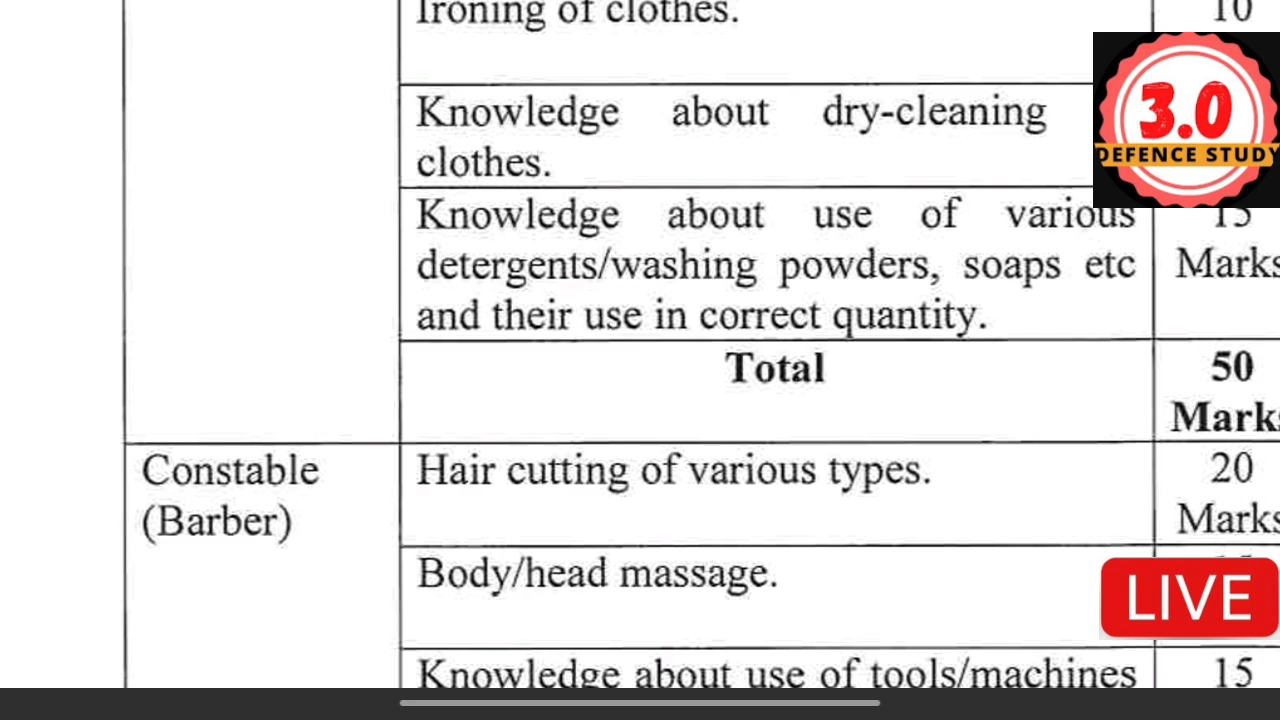 Ironing of clothes.
10
Knowledge about dry-cleaning
clothes.
3.0
DEFENCE STUDY
Knowledge about use of various
detergents/washing powders, soaps etc
and their use in correct quantity.
15
Marks
Total
50
Marks
Constable
(Barber)
Hair cutting of various types.
20
Marks
Body/head massage.
LIVE
Knowledge about use of tools/machines
15